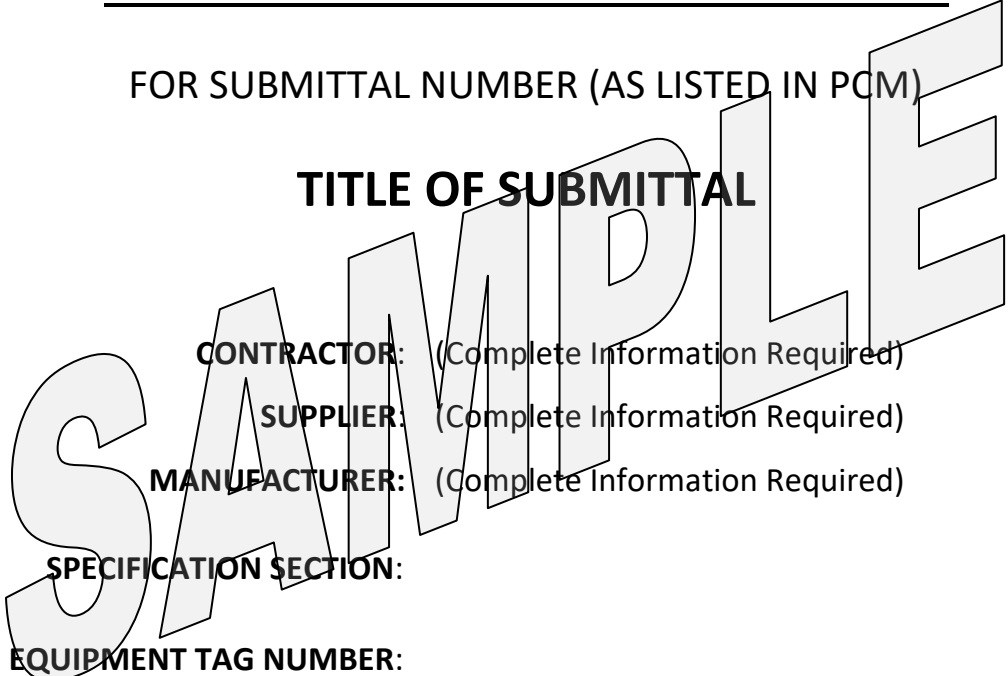 FOR SUBMITTAL NUMBER (AS LISTED IN PCM)
TITLE OF SUBMITTAL
CONTRACTOR: (Complete Information Required)
SUPPLIER: (Complete Information Required)
MANUFACTURER: (Complete Information Required)
SPECIFICATION SECTION:
EQUIPMENT TAG NUMBER:
SAMPLE